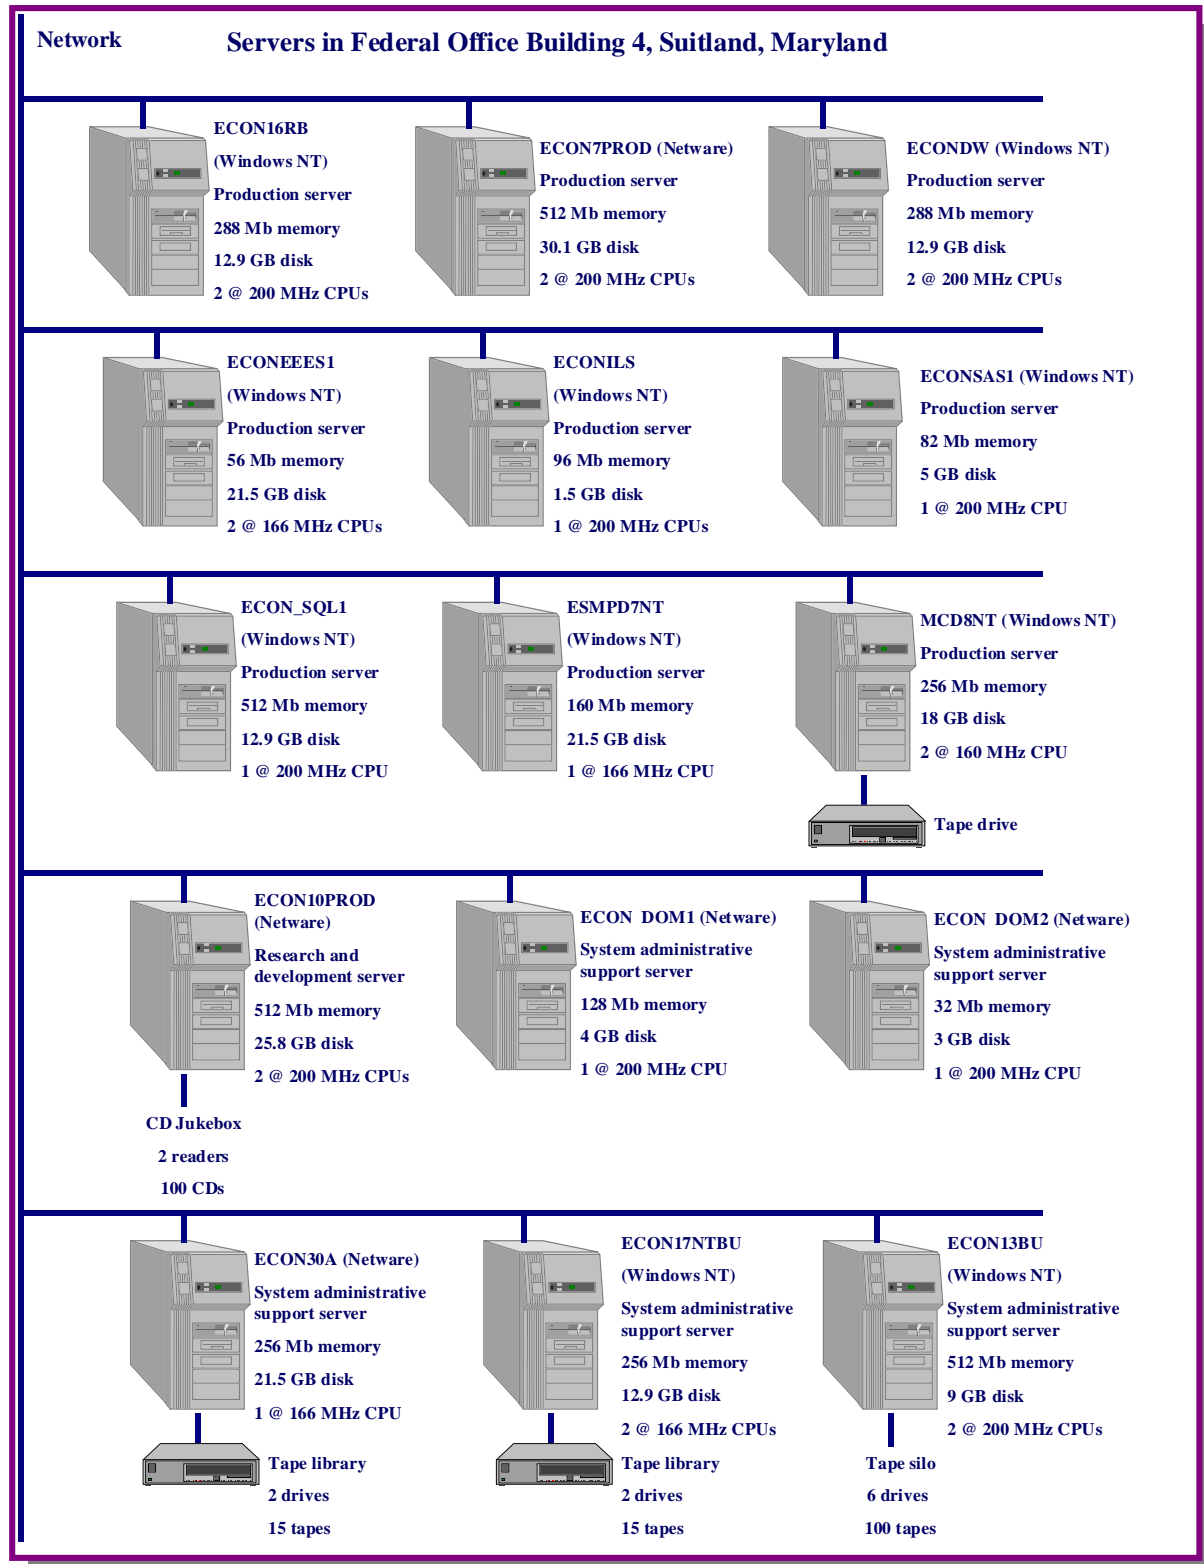 Network
Servers in Federal Office Building 4, Suitland, Maryland
ECON16RB
(Windows NT)
Production server
288 Mb memory
12.9 GB disk
2 @ 200 MHz CPUs
ECON7PROD (Netware)
Production server
512 Mb memory
30.1 GB disk
2 @ 200 MHz CPUs
ECONDW (Windows NT)
Production server
288 Mb memory
12.9 GB disk
2 @ 200 MHz CPUs
ECONEEES1
(Windows NT)
Production server
56 Mb memory
21.5 GB disk
2 @ 166 MHz CPUs
ECONILS
(Windows NT)
Production server
96 Mb memory
1.5 GB disk
1 @ 200 MHz CPUs
ECONSAS1 (Windows NT)
Production server
82 Mb memory
5 GB disk
1 @ 200 MHz CPU
ECON_SQL1
(Windows NT)
Production server
512 Mb memory
12.9 GB disk
1 @ 200 MHz CPU
ESMPD7NT
(Windows NT)
Production server
160 Mb memory
21.5 GB disk
1 @ 166 MHz CPU
MCD8NT (Windows NT)
Production server
256 Mb memory
18 GB disk
2 @ 160 MHz CPU
Tape drive
ECON10PROD
(Netware)
Research and
development server
512 Mb memory
25.8 GB disk
2 @ 200 MHz CPUs
CD Jukebox
2 readers
100 CDs
ECON DOM1 (Netware)
System administrative
support server
128 Mb memory
4 GB disk
1 @ 200 MHz CPU
ECON DOM2 (Netware)
System administrative
support server
32 Mb memory
3 GB disk
1 @ 200 MHz CPU
ECON30A (Netware)
System administrative
support server
256 Mb memory
21.5 GB disk
1 @ 166 MHz CPU
Tape library
2 drives
15 tapes
ECON17NTBU
(Windows NT)
System administrative
support server
256 Mb memory
12.9 GB disk
2 @ 166 MHz CPUs
Tape library
2 drives
15 tapes
ECON13BU
(Windows NT)
System administrative
support server
512 Mb memory
9 GB disk
2 @ 200 MHz CPUs
Tape silo
6 drives
100 tapes